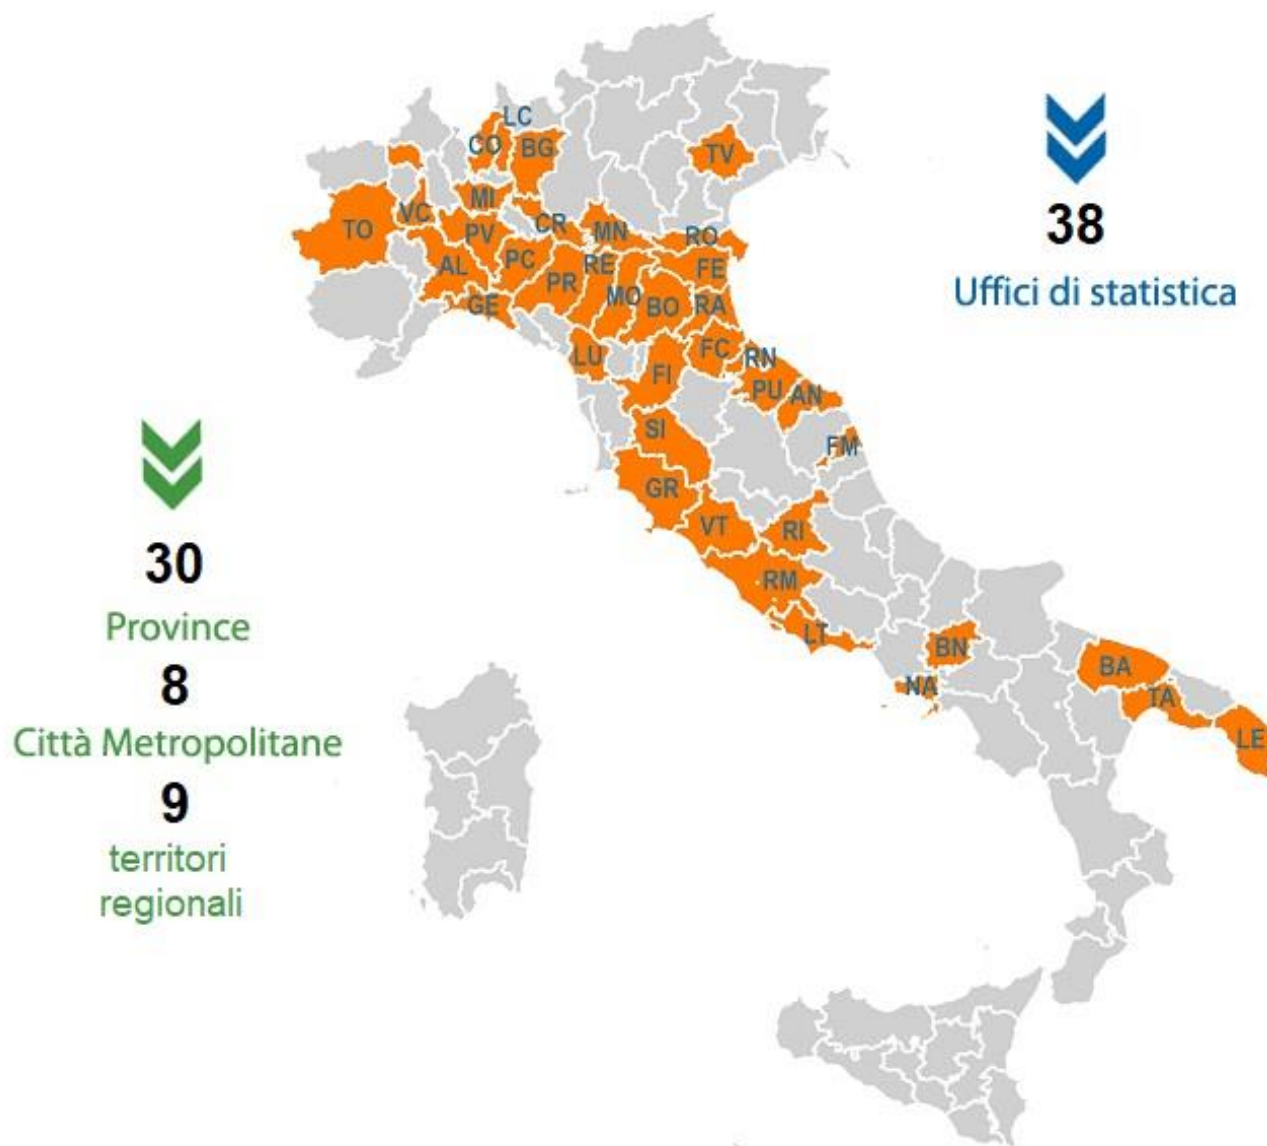 LC
CO
BG
TV
38
Uffici di statistica
TO
VC
MI
PV
CR
MN
RO
AL
PC
PR
RE
MO
BO
FE
GE
RA
LU
FI
FC
RN
PU
AN
SI
FM
GR
VT
RI
RM
LT
BN
NA
BA
TA
LE
30
Province
8
Città Metropolitane
9
territori
regionali